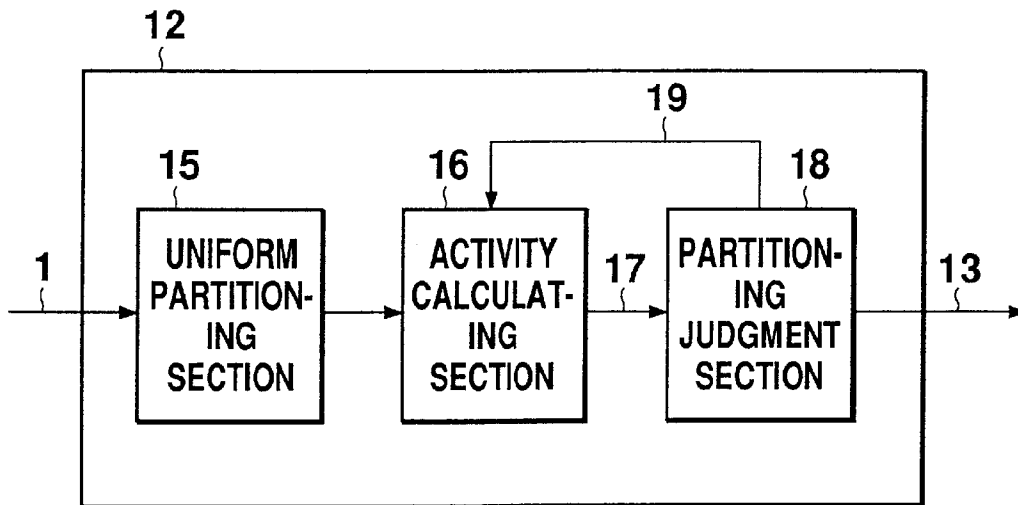 12
19
15
16
18
UNIFORM
PARTITION-
ING
SECTION
ACTIVITY
CALCULAT-
ING
SECTION
PARTITION-
ING
JUDGMENT
SECTION
1
17
13